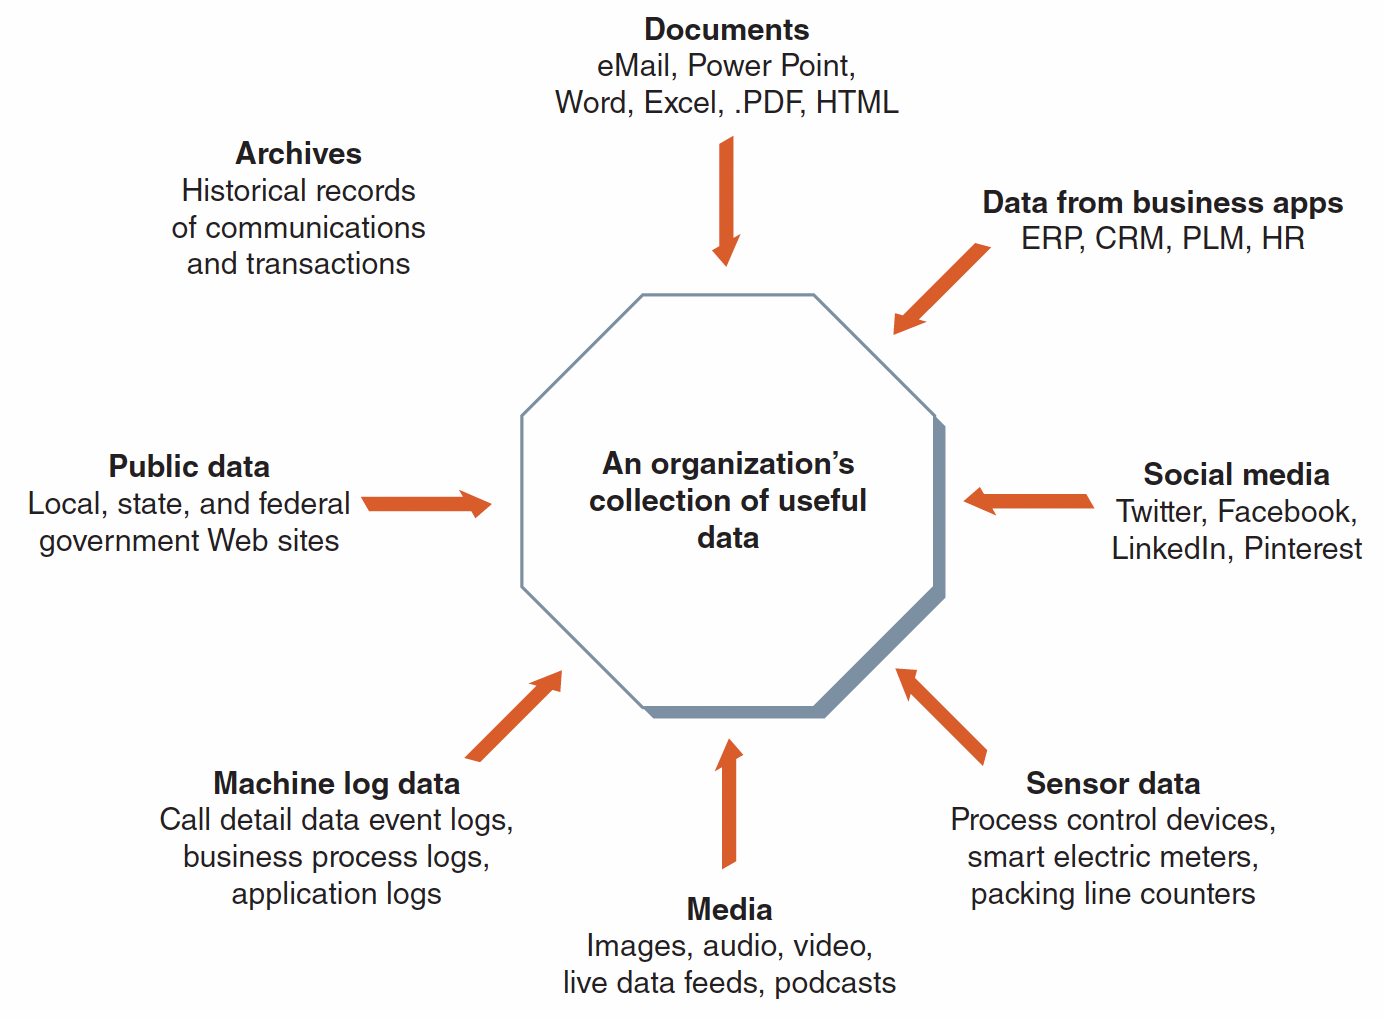 Documents
eMail, Power Point,
Word, Excel, .PDF, HTML
Archives
Historical records
of communications
and transactions
Data from business apps
ERP, CRM, PLM, HR
An organization’s
collection of useful
data
Public data
Local, state, and federal
government Web sites
Social media
Twitter, Facebook,
LinkedIn, Pinterest
Machine log data
Call detail data event logs,
business process logs,
application logs
Sensor data
Process control devices,
smart electric meters,
packing line counters
Media
Images, audio, video,
live data feeds, podcasts